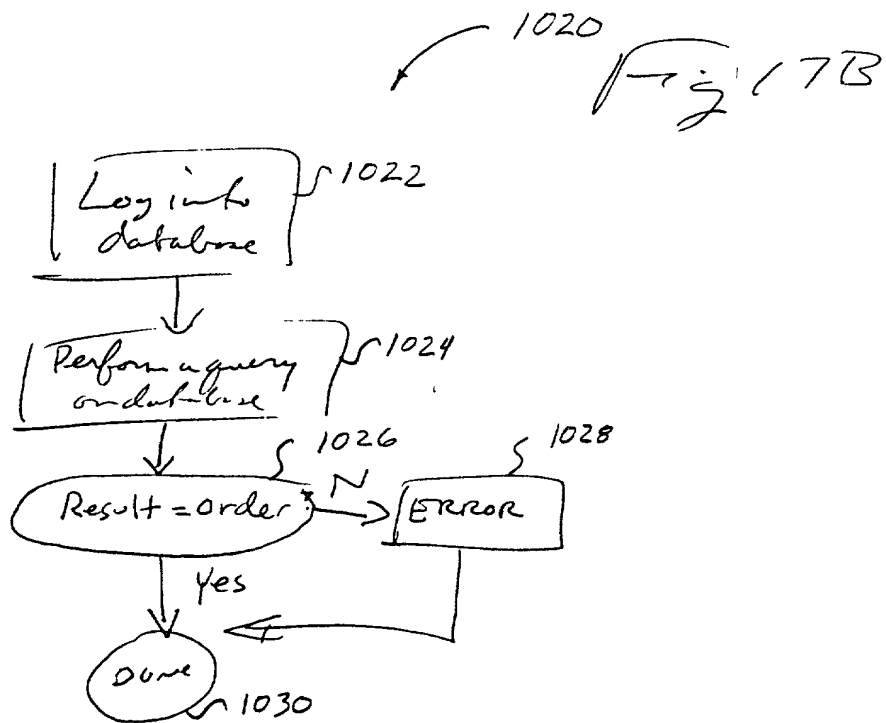 1020
Fig 17B
Log into
database
1022
Perform a query
on database
1024
1026
1028
Result = Order
N
ERROR
Yes
Done
1030